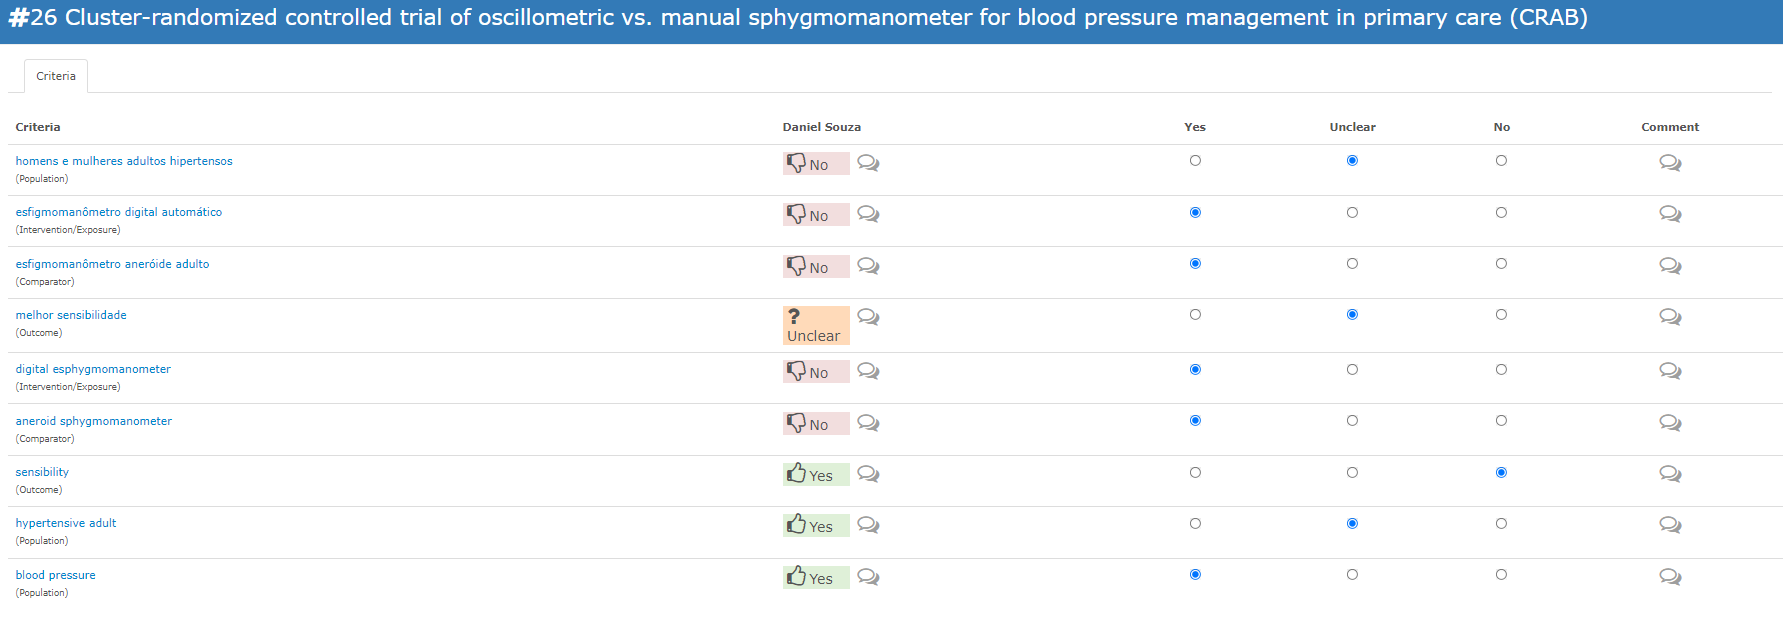 #26 Cluster-randomized controlled trial of oscillometric vs. manual sphygmomanometer for blood pressure management in primary care (CRAB)
Criteria
Criteria Daniel Souza Yes Unclear No Comment
homens e mulheres adultos hipertensos No
(Population)
esfigmomanômetro digital automático No
(Intervention/Exposure)
esfigmomanômetro aneróide adulto No
(Comparator)
melhor sensibilidade ?
(Outcome) Unclear
digital esphygmomanometer No
(Intervention/Exposure)
aneroid sphygmomanometer No
(Comparator)
sensibility Yes
(Outcome)
hypertensive adult Yes
(Population)
blood pressure Yes
(Population)